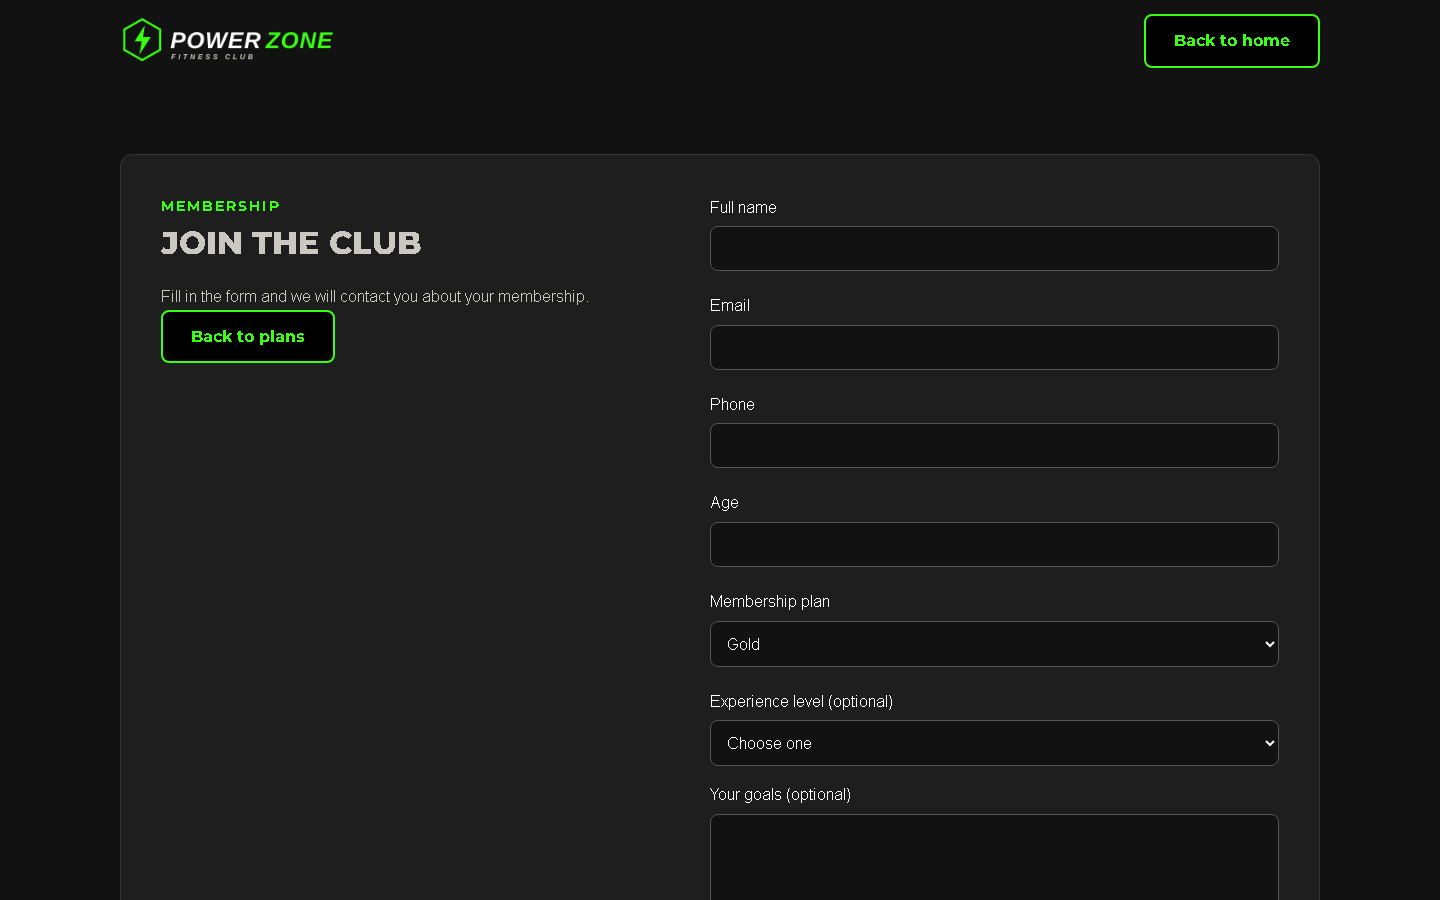 POWER ZONE
FITNESS CLUB
Back to home
MEMBERSHIP
JOIN THE CLUB
Fill in the form and we will contact you about your membership.
Back to plans
Full name
Email
Phone
Age
Membership plan
Gold
Experience level (optional)
Choose one
Your goals (optional)